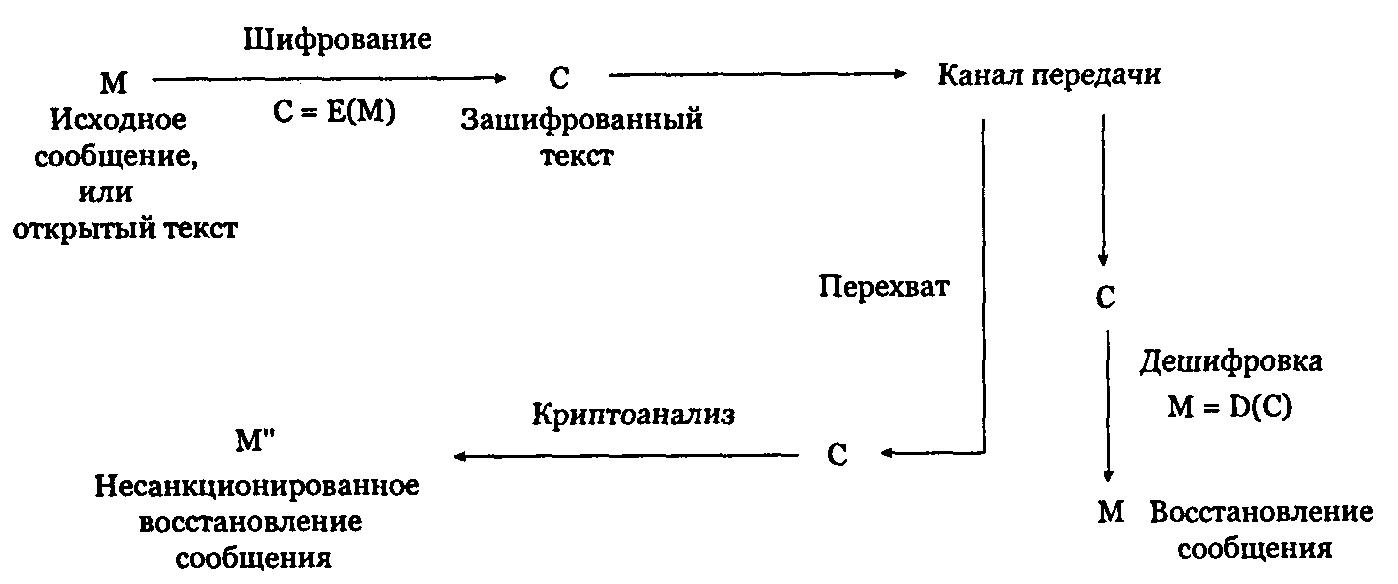 Шифрование
М
С
Канал передачи
С = Е(М)
Исходное
сообщение,
или
открытый текст
Зашифрованный
текст
Перехват
С
Дешифровка
М = D(C)
Криптоанализ
М"
С
Несанкционированное
восстановление
сообщения
М Восстановление
сообщения